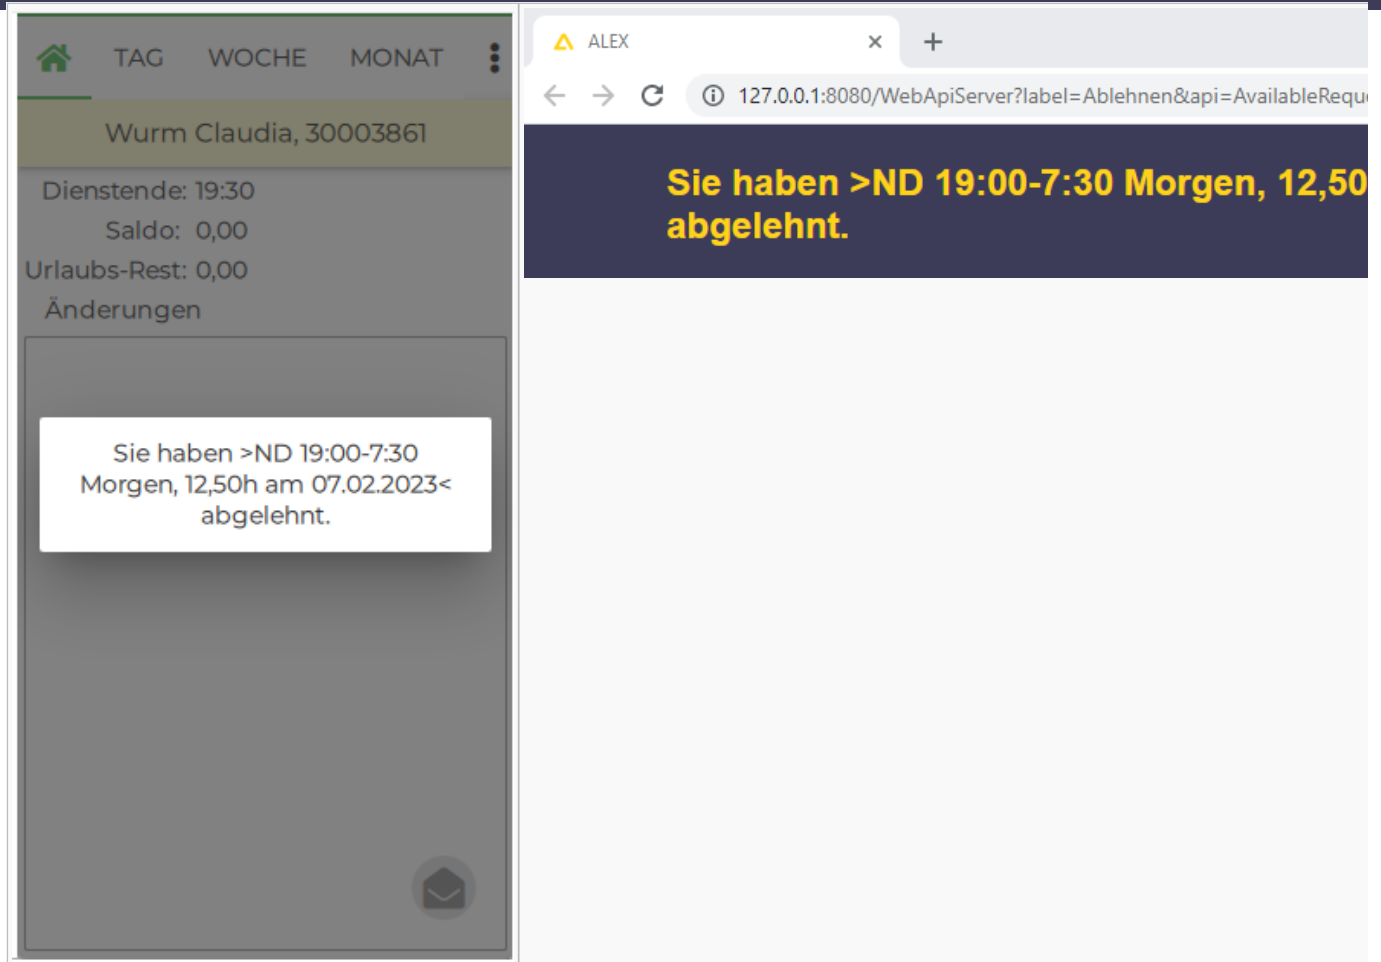 TAG WOCHE MONAT
Wurm Claudia, 30003861
Dienstende: 19:30
Saldo: 0,00
Urlaubs-Rest: 0,00
Änderungen
Sie haben >ND 19:00-7:30
Morgen, 12,50h am 07.02.2023<
abgelehnt.
ALEX
127.0.0.1:8080/WebApiServer?label=Ablehnen&api=AvailableReque
Sie haben >ND 19:00-7:30 Morgen, 12,50
abgelehnt.